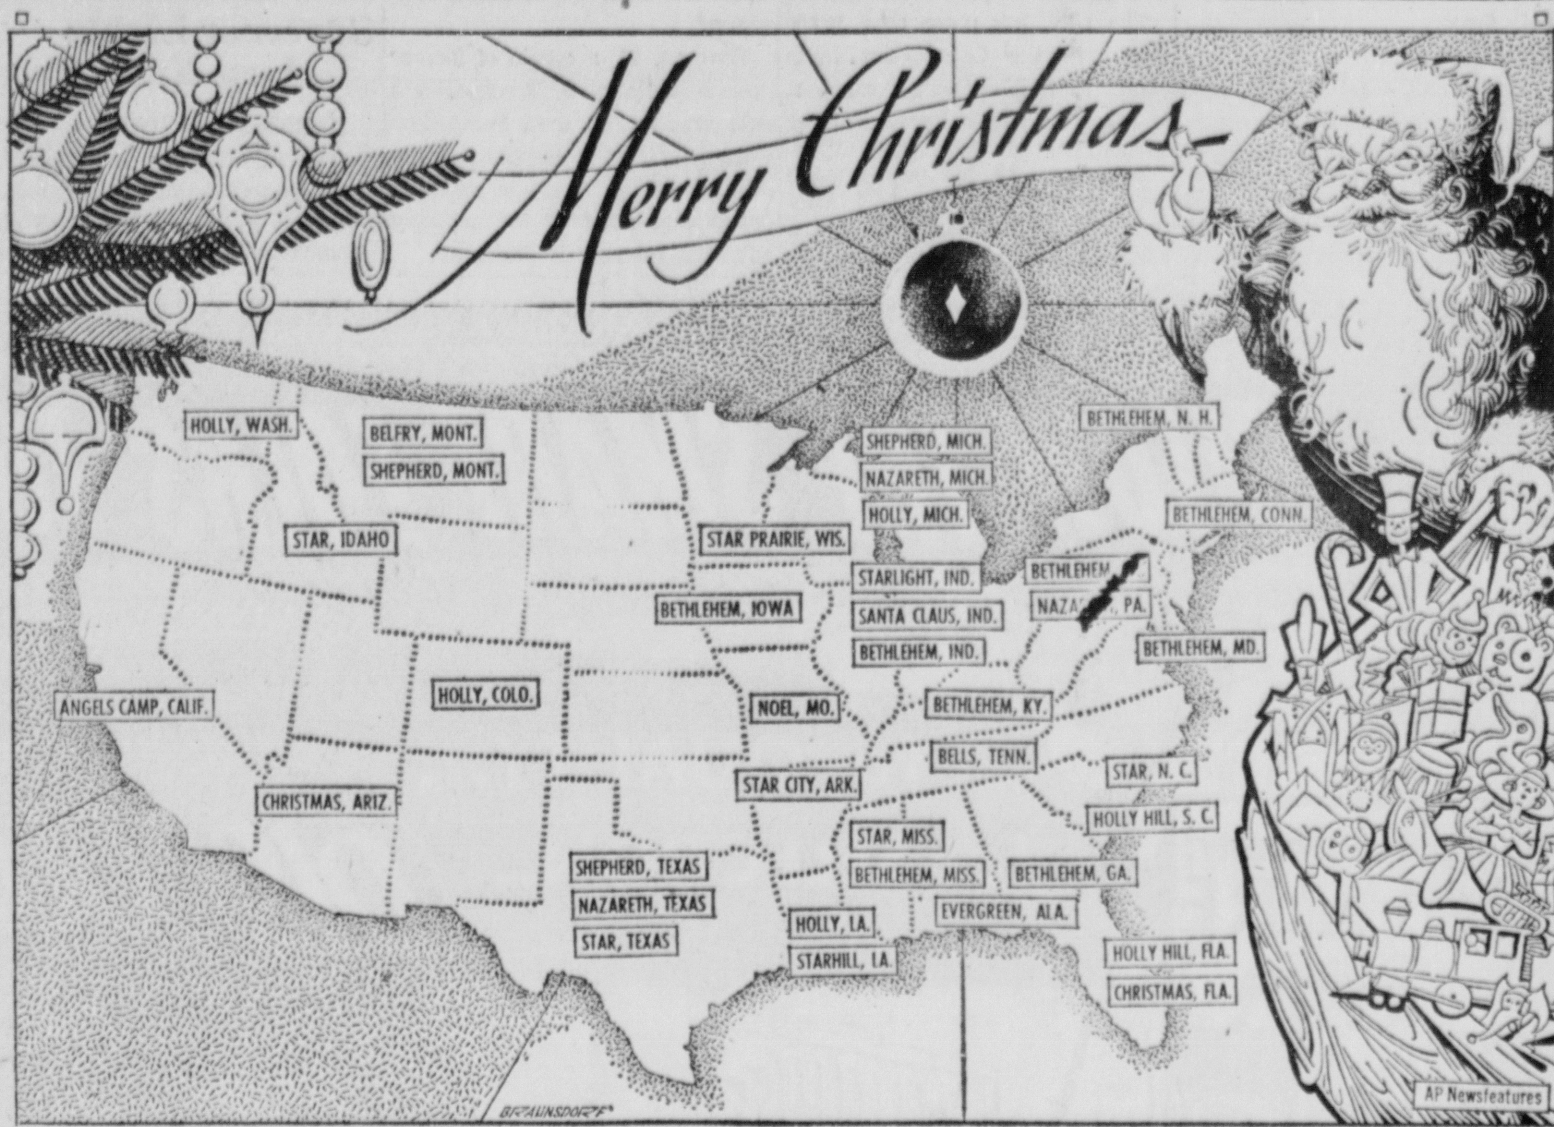 Merry Christmas
HOLLY, WASH.
BELFRY, MONT.
SHEPHERD, MONT.
STAR, IDAHO
SHEPHERD, MICH.
NAZARETH, MICH.
HOLLY, MICH.
BETHLEHEM, N. H.
BETHLEHEM, CONN.
STAR PRAIRIE, WIS.
STARLIGHT, IND.
SANTA CLAUS, IND.
BETHLEHEM, IND.
BETHLEHEM
PA.
BETHLEHEM, IOWA
BETHLEHEM, MD.
ANGELS CAMP, CALIF.
HOLLY, COLO.
NOEL, MO.
BETHLEHEM, KY.
BELLS, TENN.
STAR, N. C.
CHRISTMAS, ARIZ.
STAR CITY, ARK.
HOLLY HILL, S. C.
STAR, MISS.
BETHLEHEM, MISS.
BETHLEHEM, GA.
EVERGREEN, ALA.
SHEPHERD, TEXAS
NAZARETH, TEXAS
STAR, TEXAS
HOLLY, LA.
STARHILL, LA.
HOLLY HILL, FLA.
CHRISTMAS, FLA.
BRAUNSDORF
AP Newsfeatures